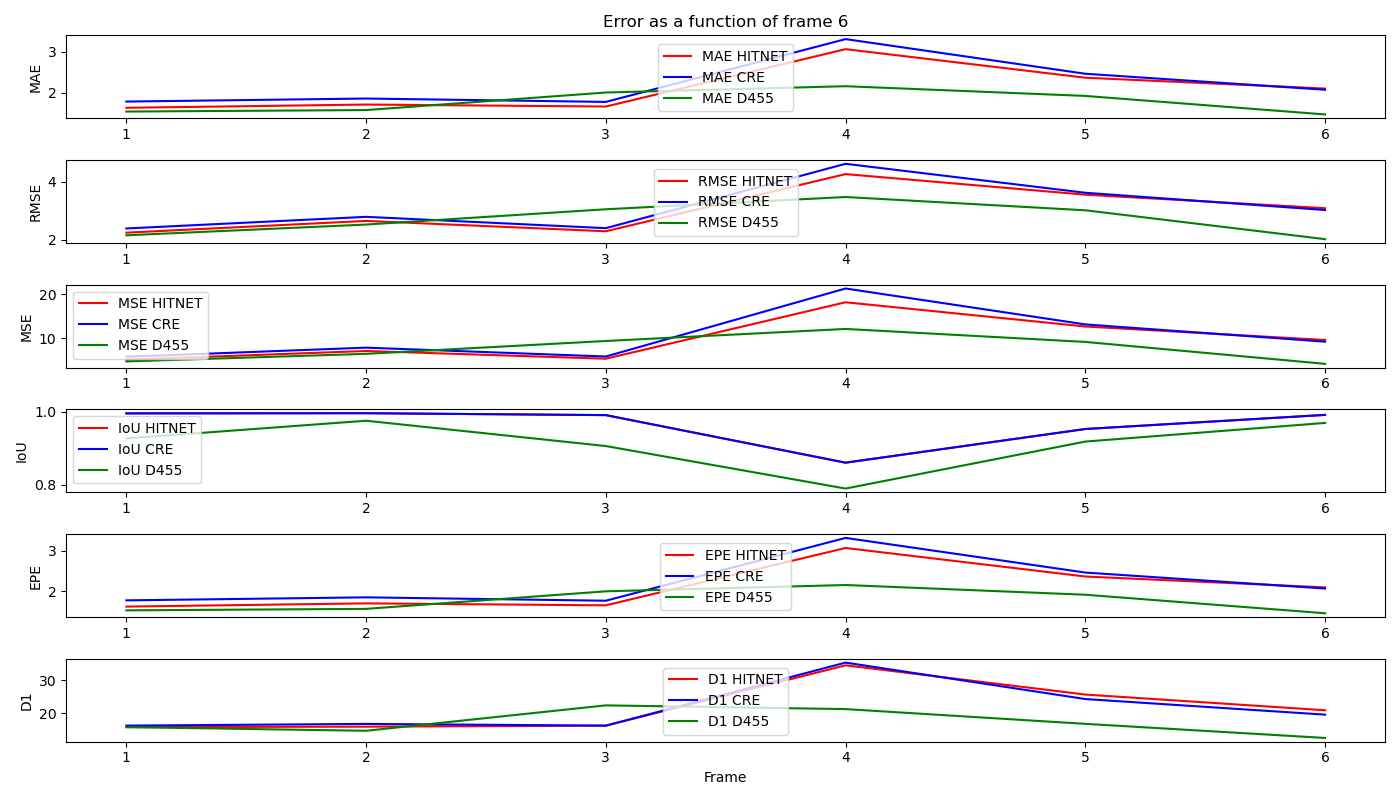 Error as a function of frame 6
MAE
3
2
MAE HITNET
MAE CRE
MAE D455
1 2 3 4 5 6
RMSE
4
2
RMSE HITNET
RMSE CRE
RMSE D455
1 2 3 4 5 6
MSE
20
10
MSE HITNET
MSE CRE
MSE D455
1 2 3 4 5 6
IoU
1.0
0.8
IoU HITNET
IoU CRE
IoU D455
1 2 3 4 5 6
EPE
3
2
EPE HITNET
EPE CRE
EPE D455
1 2 3 4 5 6
D1
30
20
D1 HITNET
D1 CRE
D1 D455
1 2 3 4 5 6
Frame